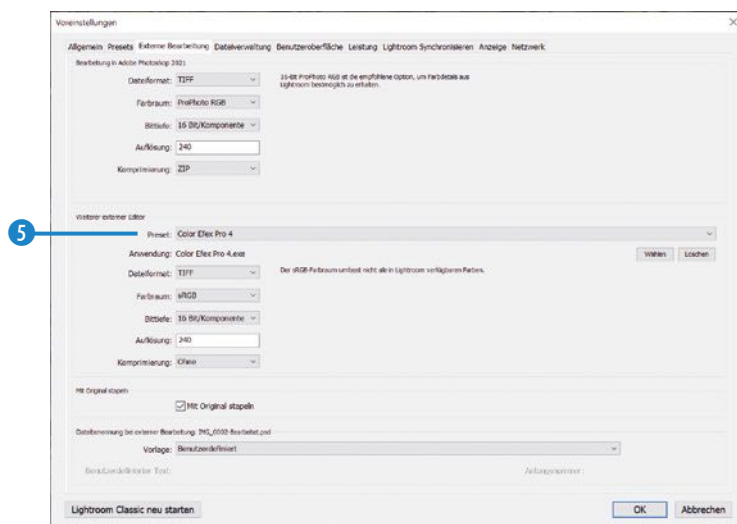 Voreinstellungen
Allgemein Presets Externe Bearbeitung Dateiverwaltung Benutzeroberfläche Leistung Lightroom Synchronisieren Anzeige Netzwerk
Bearbeitung in Adobe Photoshop 2021
Dateiformat: TIFF
16-Bit ProPhoto RGB ist die empfohlene Option, um Farbdetails aus
Lightroom bestmöglich zu erhalten.
Farbraum: ProPhoto RGB
Bittiefe: 16 Bit/Komponente
Auflösung: 240
Komprimierung: ZIP
Weiterer externer Editor
5 Preset: Color Efex Pro 4
Anwendung: Color Efex Pro 4.exe Wählen Löschen
Dateiformat: TIFF Der sRGB-Farbraum umfasst nicht alle in Lightroom verfügbaren Farben.
Farbraum: sRGB
Bittiefe: 16 Bit/Komponente
Auflösung: 240
Komprimierung: Ohne
Mit Original stapeln
Mit Original stapeln
Dateibenennung bei externer Bearbeitung: IMG_0002-Bearbeitet.psd
Vorlage: Benutzerdefiniert
Benutzerdefinierter Text: Anfangsnummer:
Lightroom Classic neu starten OK Abbrechen